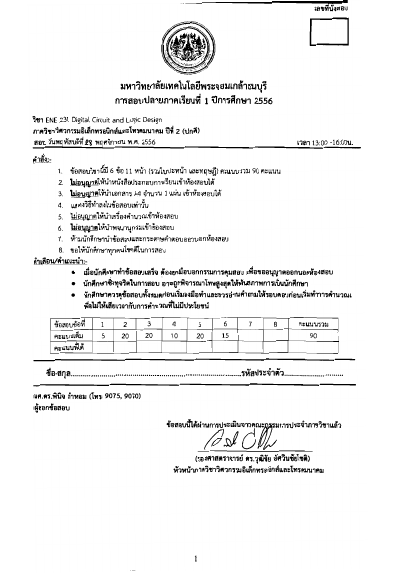 เลขที่นั่งสอบ
มหาวิทยาลัยเทคโนโลยีพระจอมเกล้าธนบุรี
การสอบปลายภาคเรียนที่ 1 ปีการศึกษา 2556
วิชา ENE 231 Digital Circuit and Logic Design
ภาควิชาวิศวกรรมอิเล็กทรอนิกส์และโทรคมนาคม ปีที่ 2 (ปกติ)
สอบ วันพฤหัสบดีที่ พฤศจิกายน พ.ศ. 2556 เวลา 13:00 -16:00น.
คำสั่ง:-
1. ข้อสอบวิชานี้มี 6 ข้อ 11 หน้า (รวมใบปะหน้า และทฤษฎี) คะแนนรวม 90 คะแนน
2. ไม่อนุญาตให้นำหนังสือประกอบการเรียนเข้าห้องสอบได้
3. ไม่อนุญาตให้นำเอกสาร A4 จำนวน 1 แผ่น เข้าห้องสอบได้
4. แสดงวิธีทำลงในข้อสอบเท่านั้น
5. ไม่อนุญาตให้นำเครื่องคำนวณเข้าห้องสอบ
6. ไม่อนุญาตให้นำพจนานุกรมเข้าห้องสอบ
7. ห้ามนักศึกษานำข้อสอบและกระดาษคำตอบออกนอกห้องสอบ
8. ขอให้นักศึกษาทุกคนโชคดีในการสอบ
คำเตือน/คำแนะนำ:-
• เมื่อนักศึกษาทำข้อสอบเสร็จ ต้องยกมือบอกกรรมการคุมสอบ เพื่อขออนุญาตออกนอกห้องสอบ
• นักศึกษาซึ่งทุจริตในการสอบ อาจถูกพิจารณาโทษสูงสุดให้พ้นสภาพการเป็นนักศึกษา
• นักศึกษาควรดูข้อสอบทั้งหมดก่อนเริ่มลงมือทำและควรอ่านคำถามให้รอบคอบก่อนเริ่มทำการคำนวณ
เพื่อไม่ให้เสียเวลากับการคำนวณที่ไม่มีประโยชน์
ข้อสอบข้อที่ 1 2 3 4 5 6 7 8 คะแนนรวม
คะแนนเต็ม 5 20 20 10 20 15 90
คะแนนที่ได้
ชื่อ-สกุล รหัสประจำตัว
ผศ.ดร.พินิจ กำหอม (โทร 9075, 9070)
ผู้ออกข้อสอบ
ข้อสอบนี้ได้ผ่านการประเมินจากคณะกรรมการประจำภาควิชาแล้ว
(รองศาสตราจารย์ ดร.วุฒิชัย อัศวินชัยโชติ)
หัวหน้าภาควิชาวิศวกรรมอิเล็กทรอนิกส์และโทรคมนาคม
1